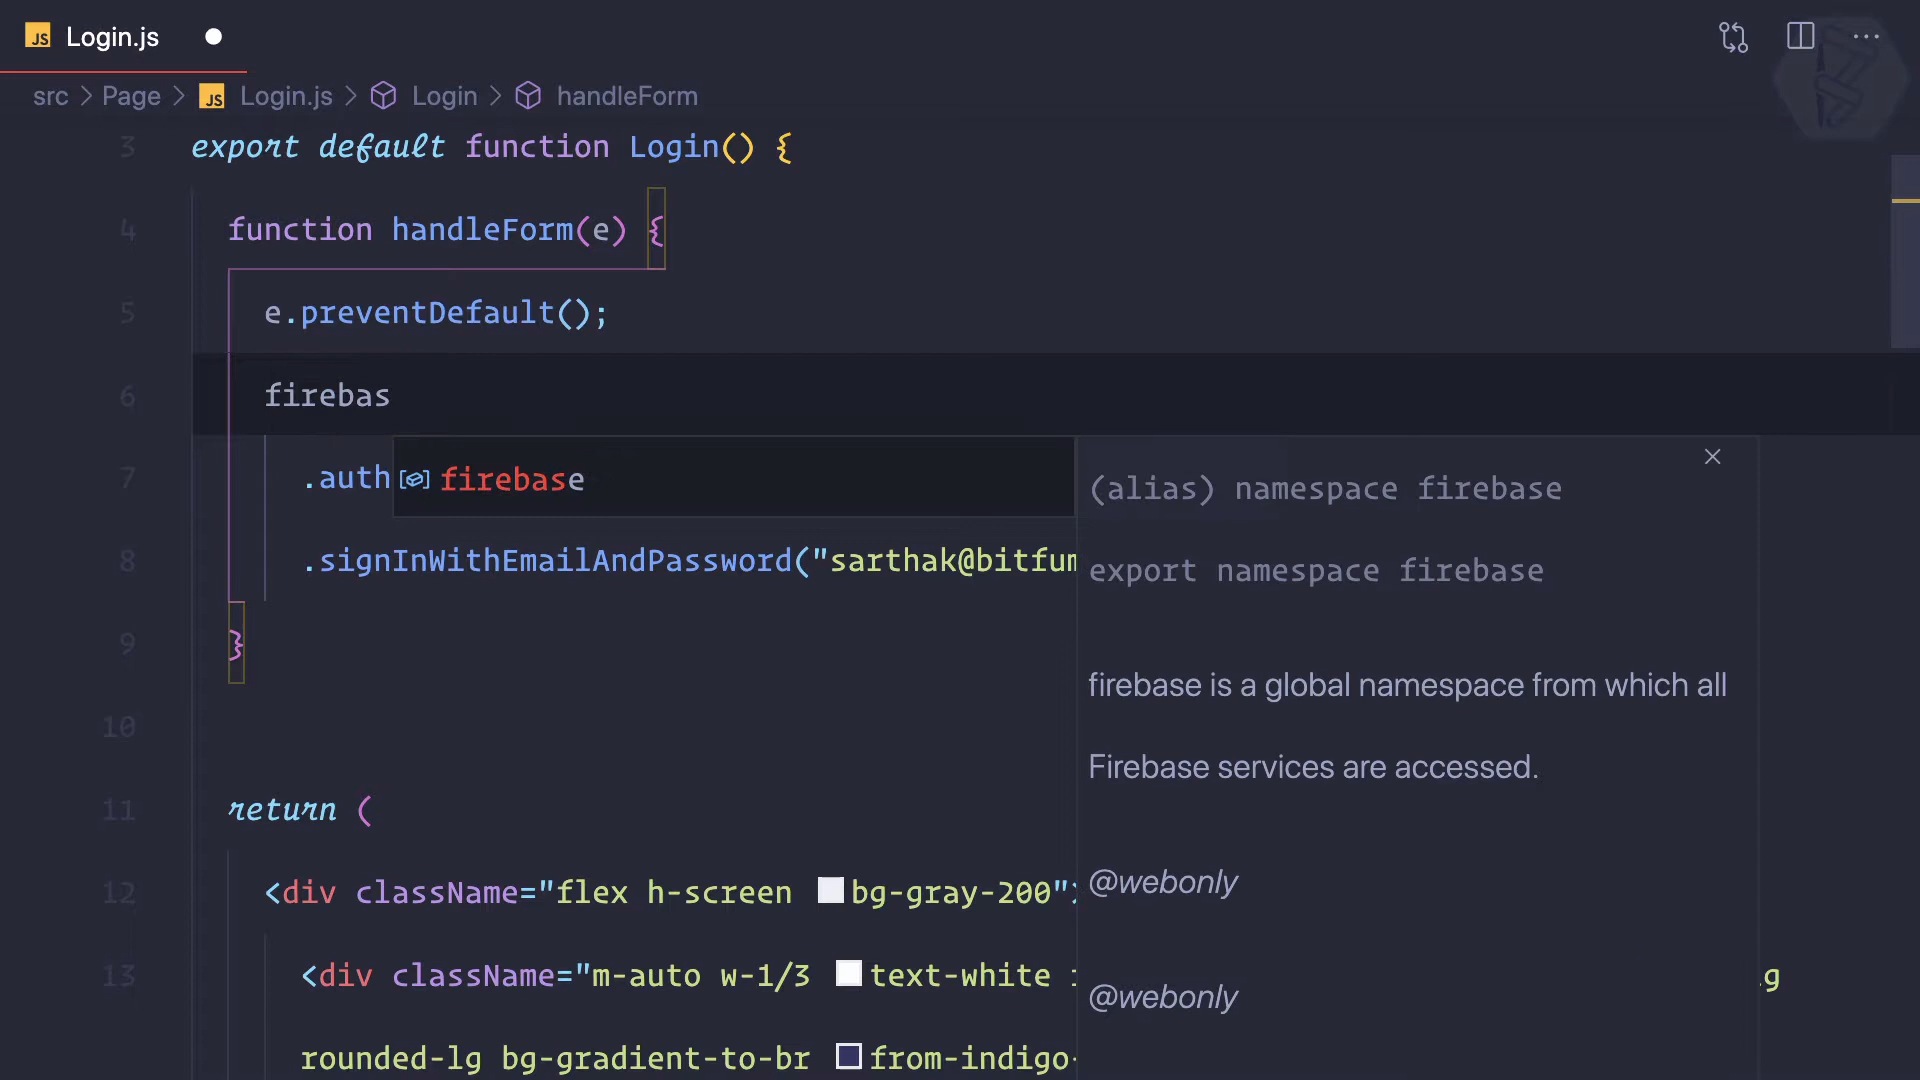 JS Login.js
src > Page > JS Login.js > Login > handleForm
3 export default function Login() {
4 function handleForm(e) {
5 e.preventDefault();
6 firebas
7 .auth
firebase
8 .signInWithEmailAndPassword("sarthak@bitfum
9 }
10
11 return (
12 <div className="flex h-screen bg-gray-200">
13 <div className="m-auto w-1/3 text-white
rounded-lg bg-gradient-to-br from-indigo-
(alias) namespace firebase
export namespace firebase
firebase is a global namespace from which all
Firebase services are accessed.
@webonly
@webonly